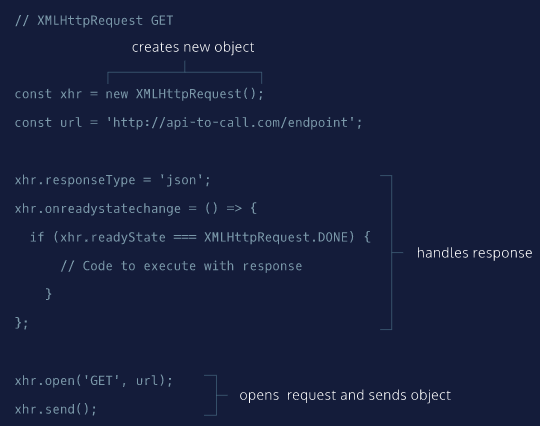 // XMLHttpRequest GET
creates new object
const xhr = new XMLHttpRequest();
const url = 'http://api-to-call.com/endpoint';
xhr.responseType = 'json';
xhr.onreadystatechange = () => {
if (xhr.readyState === XMLHttpRequest.DONE) {
handles response
// Code to execute with response
}
};
xhr.open('GET', url);
opens request and sends object
xhr.send();